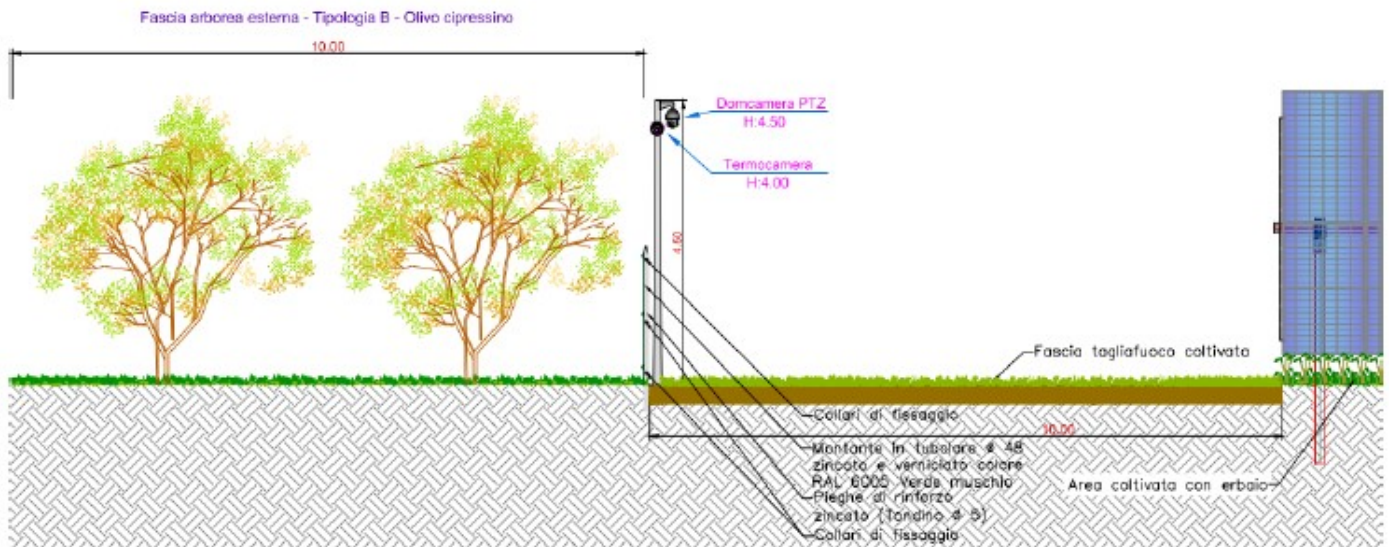 Fascia arborea esterna - Tipologia B - Olivo cipressino
10.00
Domcamera PTZ
H:4.50
Termocamera
H:4.00
4.50
Fascia tagliafuoco coltivata
Collari di fissaggio
10.00
Montante in tubolare ø 48
zincato e verniciato colore
RAL 6005 Verde muschio
Area coltivata con erbaio
Pieghe di rinforzo
zincato (Tondino ø 5)
Collari di fissaggio